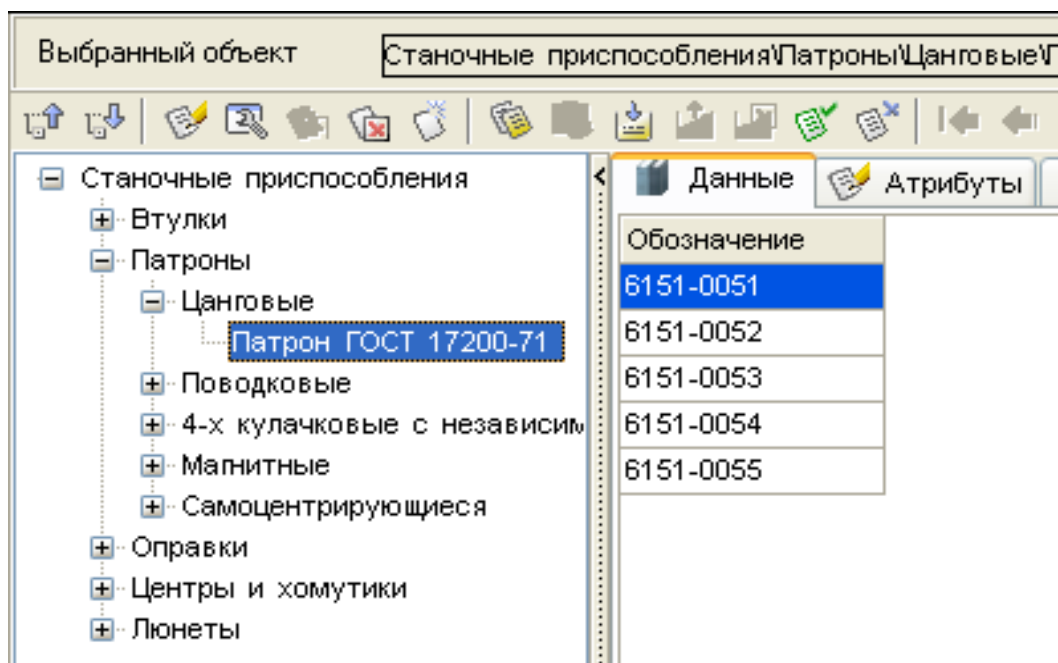 Выбранный объект
Станочные приспособления\Патроны\Цанговые\
Станочные приспособления
Втулки
Патроны
Цанговые
Патрон ГОСТ 17200-71
Поводковые
4-х кулачковые с независим
Магнитные
Самоцентрирующиеся
Оправки
Центры и хомутики
Люнеты
Данные
Атрибуты
Обозначение
6151-0051
6151-0052
6151-0053
6151-0054
6151-0055